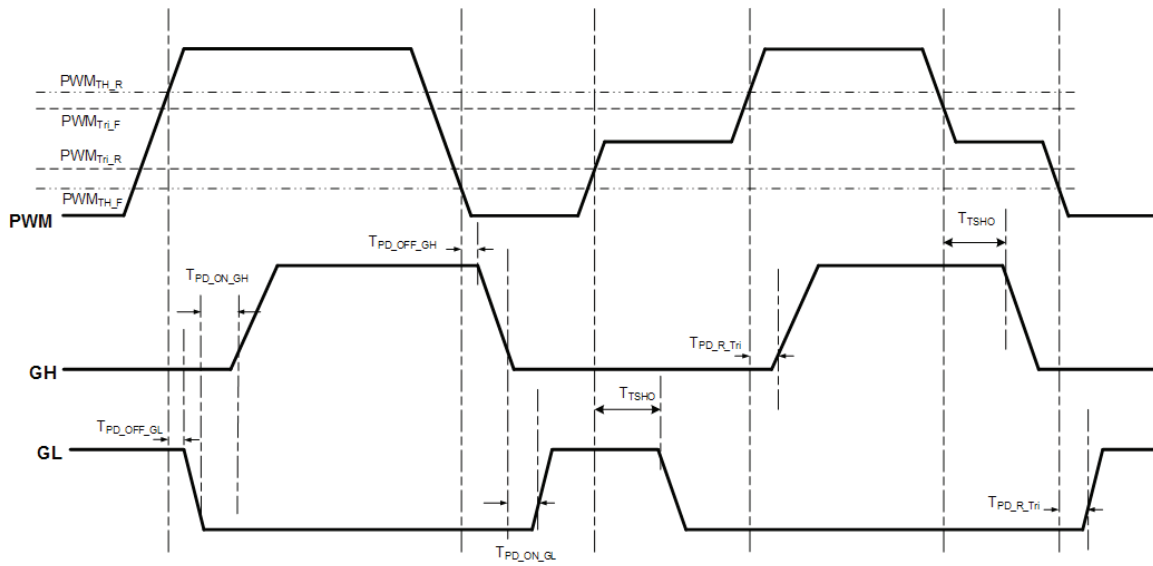 PWM_TH_R
PWM_Tri_F
PWM_Tri_R
PWM_TH_F
PWM
T_TSHO
T_PD_OFF_GH
T_PD_ON_GH
T_PD_R_Tri
GH
T_TSHO
T_PD_OFF_GL
GL
T_PD_R_Tri
T_PD_ON_GL